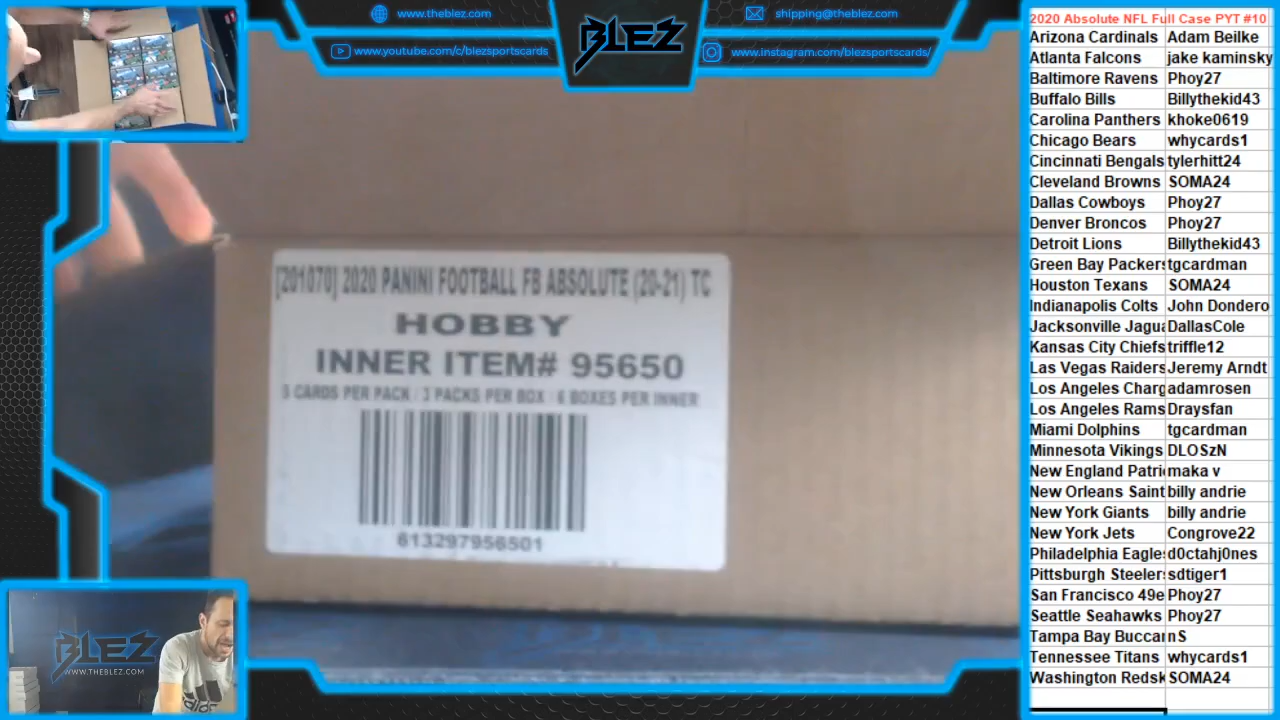 www.theblez.com
shipping@theblez.com
www.youtube.com/c/blezsportscards
BLEZ
www.instagram.com/blezsportscards/
[201070] 2020 PANINI FOOTBALL FB ABSOLUTE (20-21) TC
HOBBY
INNER ITEM# 95650
5 CARDS PER PACK / 3 PACKS PER BOX / 6 BOXES PER INNER
613297956501
BLEZ
WWW.THEBLEZ.COM
adidas
2020 Absolute NFL Full Case PYT #10
Arizona Cardinals Adam Beilke
Atlanta Falcons jake kaminsky
Baltimore Ravens Phoy27
Buffalo Bills Billythekid43
Carolina Panthers khoke0619
Chicago Bears whycards1
Cincinnati Bengals tylerhitt24
Cleveland Browns SOMA24
Dallas Cowboys Phoy27
Denver Broncos Phoy27
Detroit Lions Billythekid43
Green Bay Packers tgcardman
Houston Texans SOMA24
Indianapolis Colts John Dondero
Jacksonville Jagua DallasCole
Kansas City Chiefs triffle12
Las Vegas Raiders Jeremy Arndt
Los Angeles Charg adamrosen
Los Angeles Rams Draysfan
Miami Dolphins tgcardman
Minnesota Vikings DLOSzN
New England Patri maka v
New Orleans Saint billy andrie
New York Giants billy andrie
New York Jets Congrove22
Philadelphia Eagles d0ctahj0nes
Pittsburgh Steelers sdtiger1
San Francisco 49e Phoy27
Seattle Seahawks Phoy27
Tampa Bay Buccan nS
Tennessee Titans whycards1
Washington Redsk SOMA24